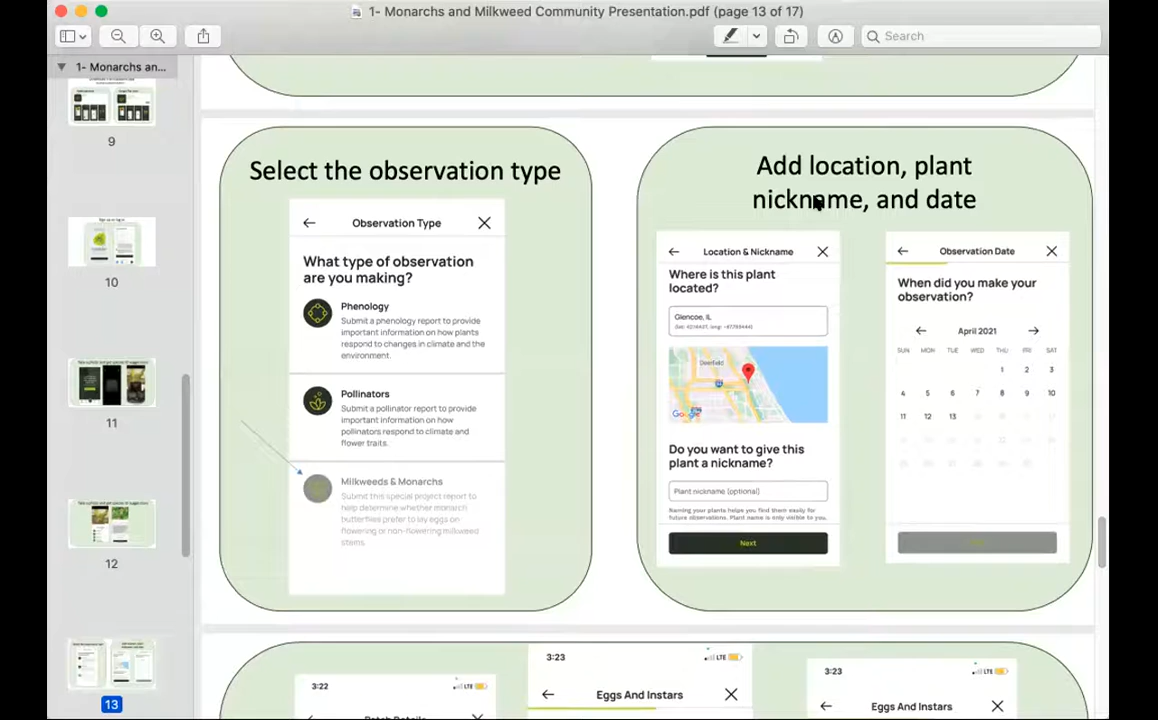 1- Monarchs and Milkweed Community Presentation.pdf (page 13 of 17)
Search
1- Monarchs an...
9
10
11
12
13
Select the observation type
Observation Type
What type of observation
are you making?
Phenology
Submit a phenology report to provide
important information on how plants
respond to changes in climate and the
environment.
Pollinators
Submit a pollinator report to provide
important information on how
pollinators respond to climate and
flower traits.
Milkweeds & Monarchs
Submit this special project report to
help determine whether monarch
butterflies prefer to lay eggs on
flowering or non-flowering milkweed
stems.
Add location, plant
nickname, and date
Location & Nickname
Where is this plant
located?
Glencoe, IL
Deerfield
Google
Do you want to give this
plant a nickname?
Plant nickname (optional)
Naming your plants helps you find them easily for
future observations. Plant name is only visible to you.
Next
Observation Date
When did you make your
observation?
April 2021
SUN MON TUE WED THU FRI SAT
1 2 3
4 5 6 7 8 9 10
11 12 13
3:22
LTE
3:23
LTE
Eggs And Instars
3:23
LTE
Eggs And Instars